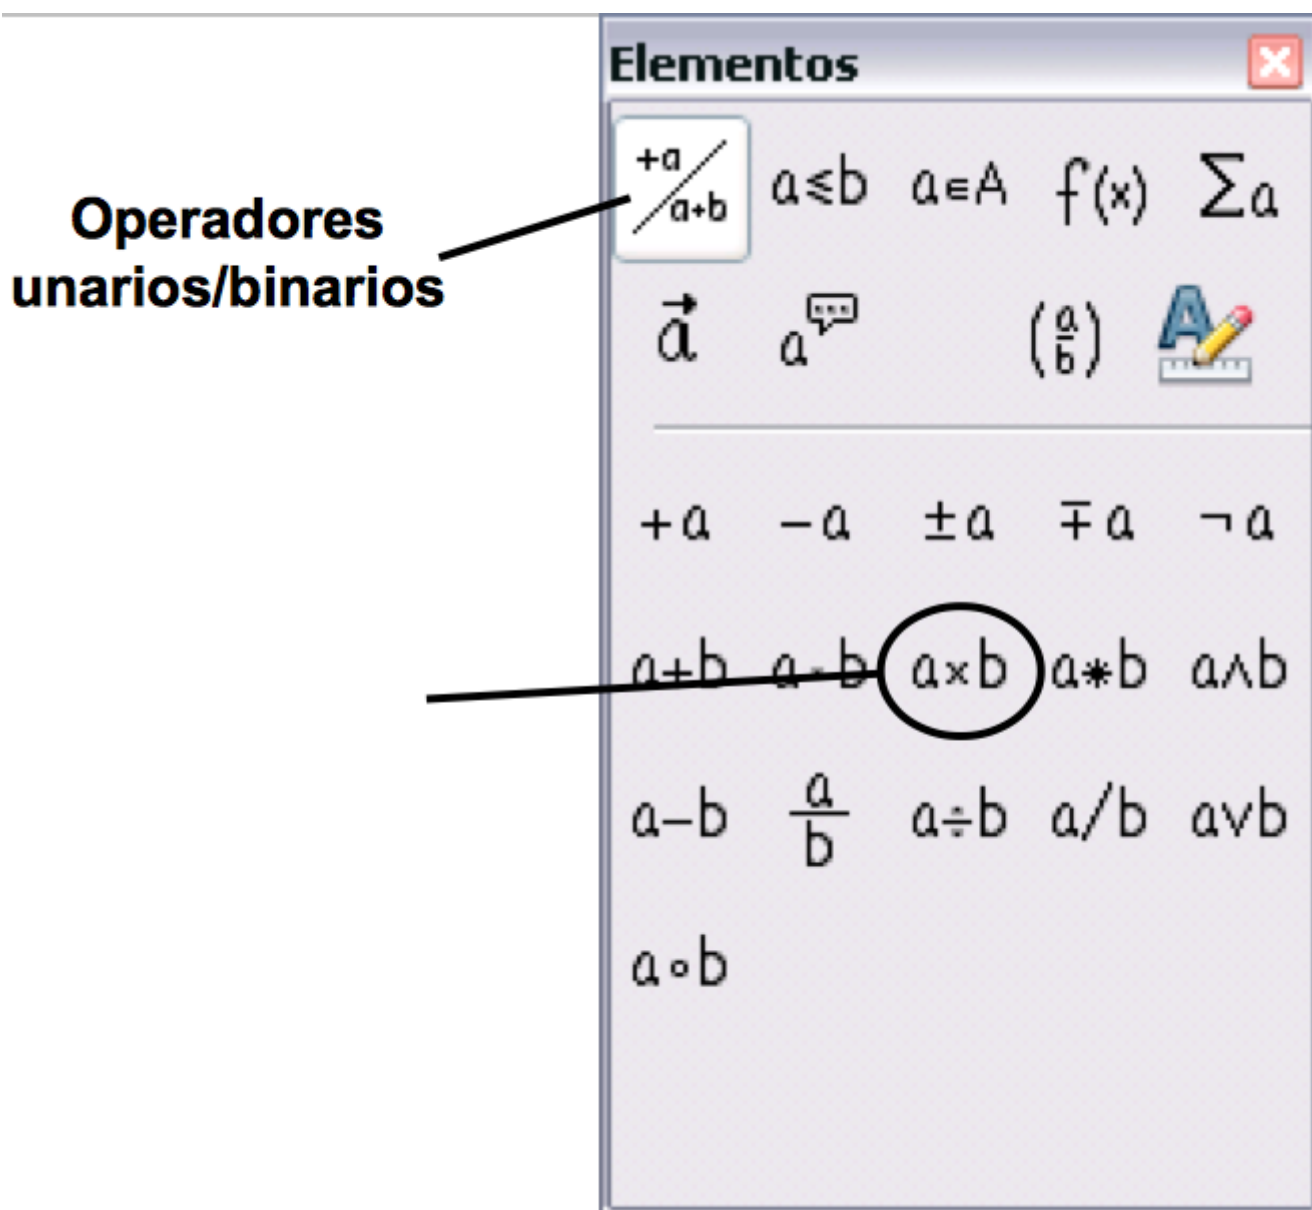 Elementos
Operadores
unarios/binarios
+a/a+b a≤b a∈A f(x) Σa
a⃗ a (a/b) A
+a −a ±a ∓a ¬a
a+b a·b a×b a∗b a∧b
a−b a/b a÷b a/b a∨b
a∘b